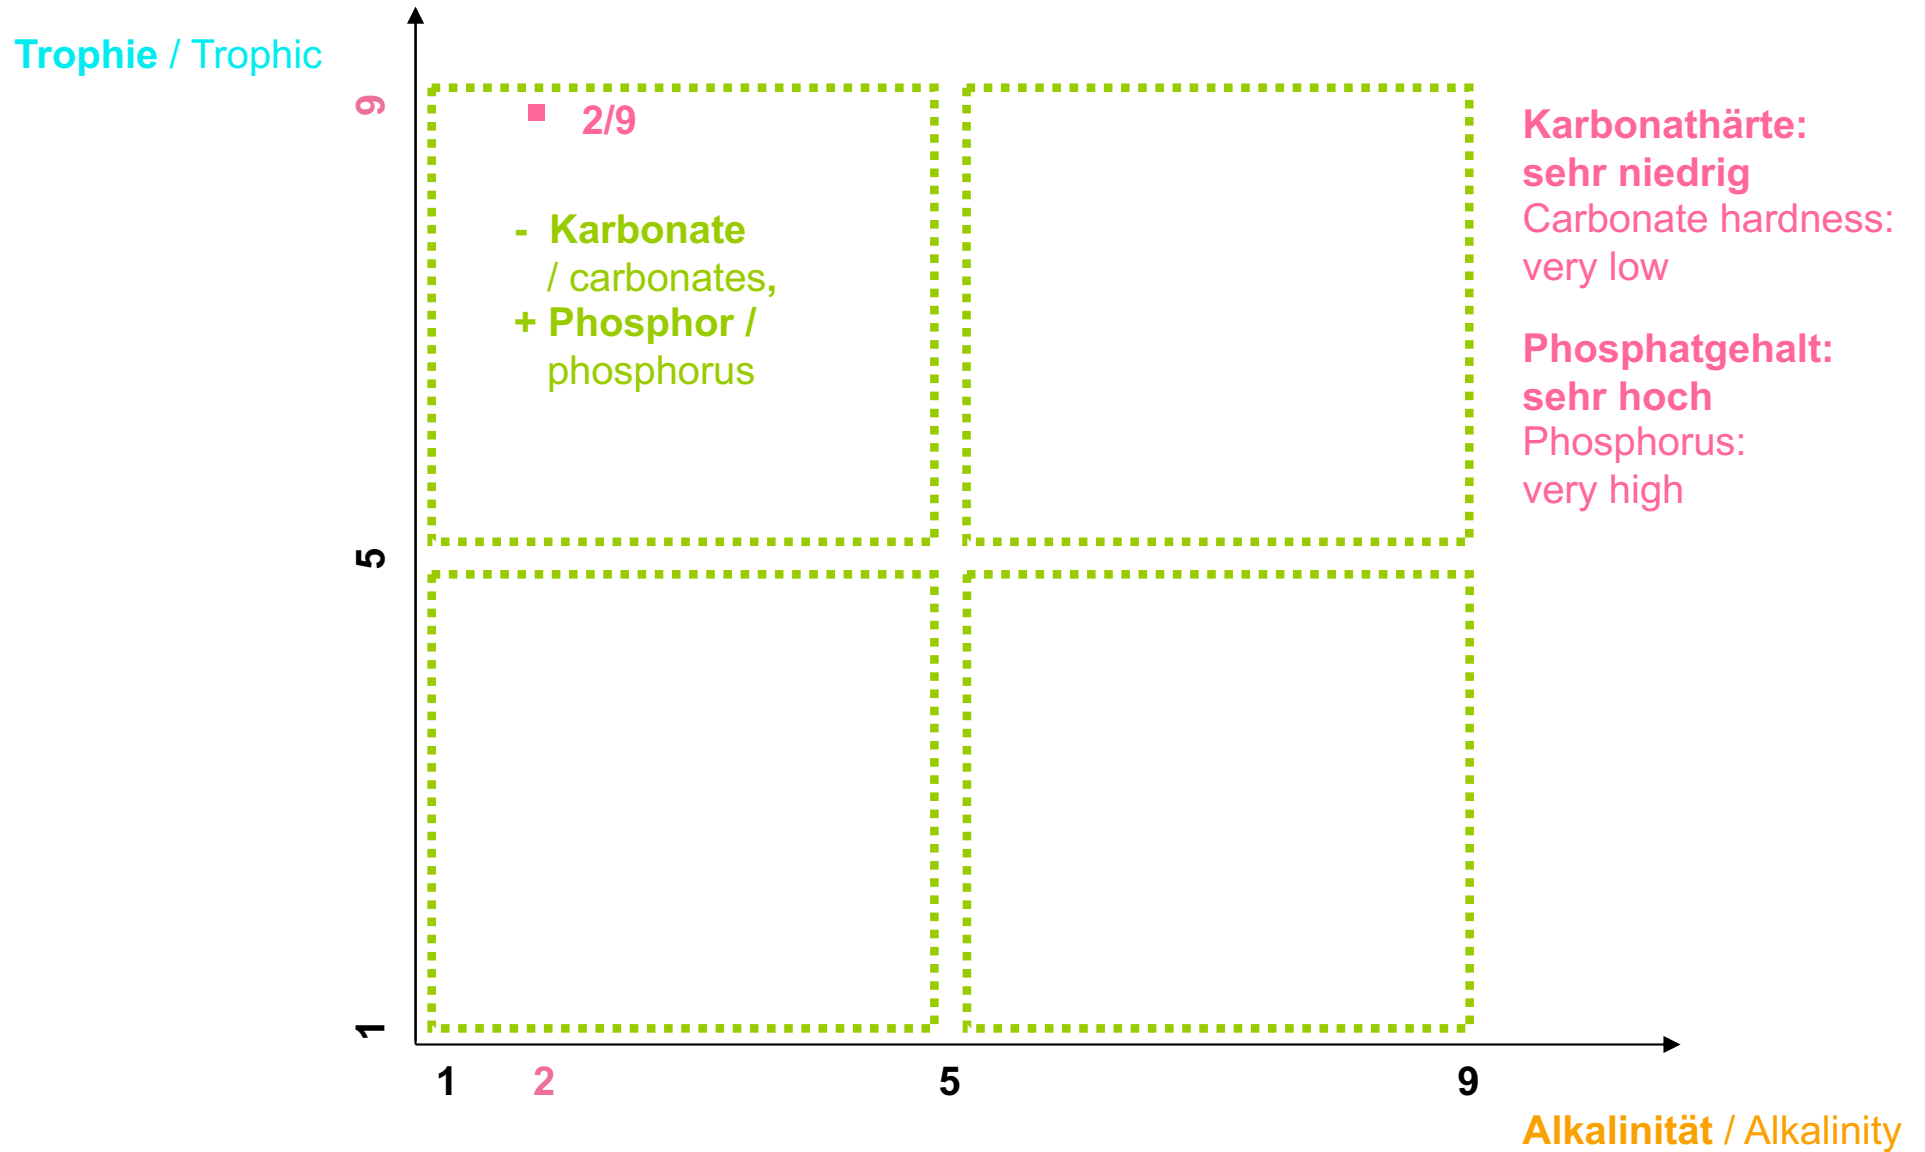 Trophie / Trophic
9
2/9
- Karbonate
/ carbonates,
+ Phosphor /
phosphorus
Karbonathärte:
sehr niedrig
Carbonate hardness:
very low
Phosphatgehalt:
sehr hoch
Phosphorus:
very high
5
1
1 2 5 9
Alkalinität / Alkalinity